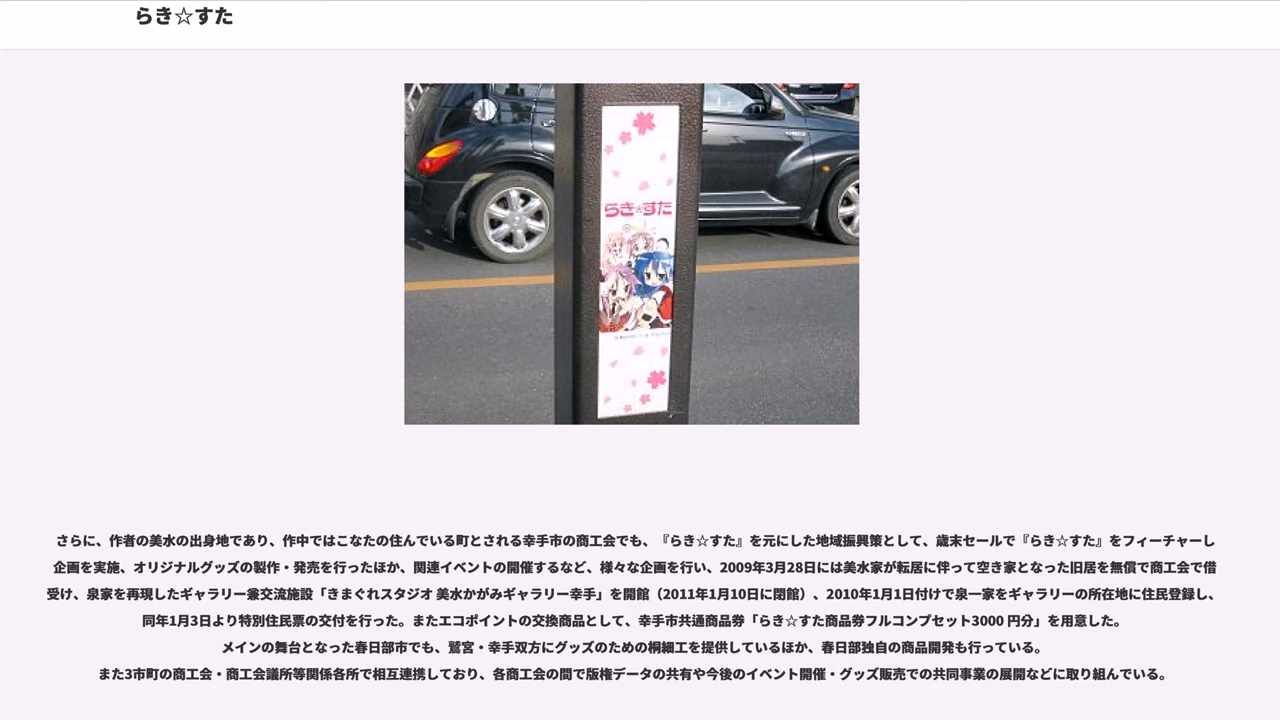 らき☆すた
らき☆すた
さらに、作者の美水の出身地であり、作中ではこなたの住んでいる町とされる幸手市の商工会でも、『らき☆すた』を元にした地域振興策として、歳末セールで『らき☆すた』をフィーチャーし
企画を実施、オリジナルグッズの製作・発売を行ったほか、関連イベントの開催するなど、様々な企画を行い、2009年3月28日には美水家が転居に伴って空き家となった旧居を無償で商工会で借
受け、泉家を再現したギャラリー兼交流施設「きまぐれスタジオ 美水かがみギャラリー幸手」を開館（2011年1月10日に閉館）、2010年1月1日付けで泉一家をギャラリーの所在地に住民登録し、
同年1月3日より特別住民票の交付を行った。またエコポイントの交換商品として、幸手市共通商品券「らき☆すた商品券フルコンプセット3000 円分」を用意した。
メインの舞台となった春日部市でも、鷲宮・幸手双方にグッズのための桐細工を提供しているほか、春日部独自の商品開発も行っている。
また3市町の商工会・商工会議所等関係各所で相互連携しており、各商工会の間で版権データの共有や今後のイベント開催・グッズ販売での共同事業の展開などに取り組んでいる。